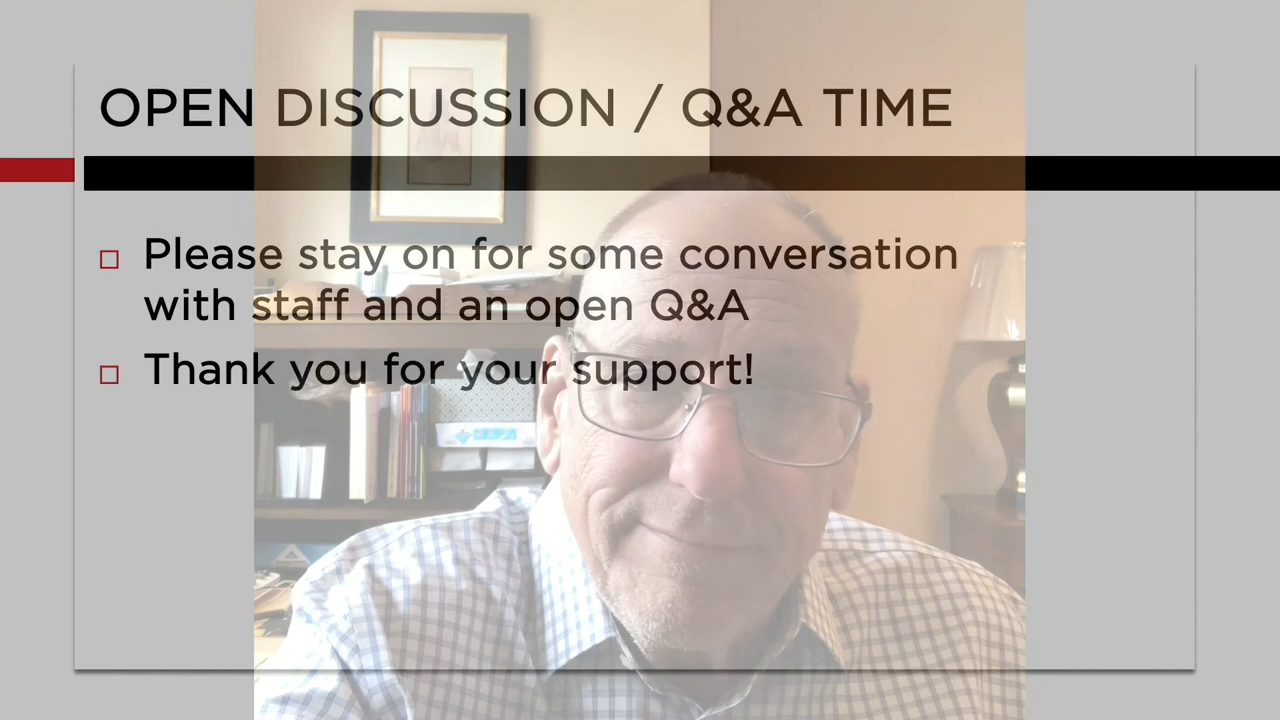 OPEN DISCUSSION / Q&A TIME
Please stay on for some conversation
with staff and an open Q&A
Thank you for your support!